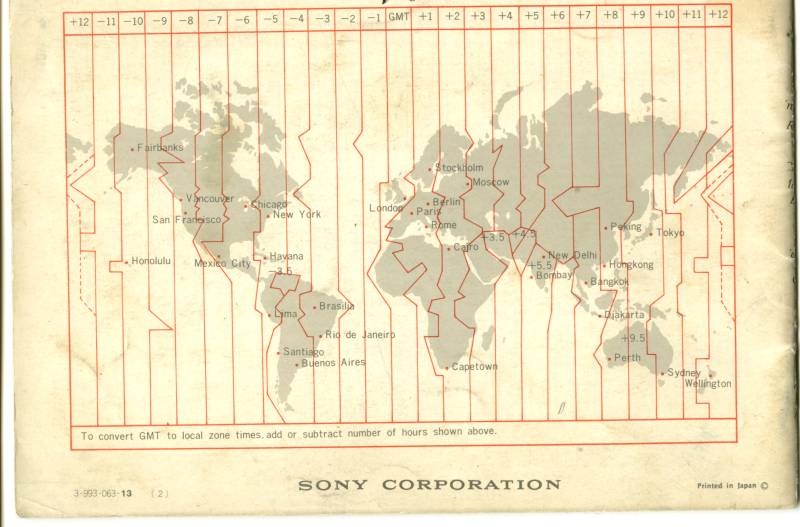 +12 −11 −10 −9 −8 −7 −6 −5 −4 −3 −2 −1 GMT +1 +2 +3 +4 +5 +6 +7 +8 +9 +10 +11 +12
Fairbanks
Stockholm
Moscow
Vancouver
Chicago
London
Berlin
San Francisco
New York
Paris
Rome
Peking
Tokyo
+3.5
+4.5
Cairo
Honolulu
Mexico City
Havana
New Delhi
+5.5
Hongkong
−3.5
Bombay
Bangkok
Lima
Brasilia
Djakarta
Rio de Janeiro
+9.5
Santiago
Perth
Buenos Aires
Capetown
Sydney
Wellington
To convert GMT to local zone times, add or subtract number of hours shown above.
3-993-063-13 (2)
SONY CORPORATION
Printed in Japan ©